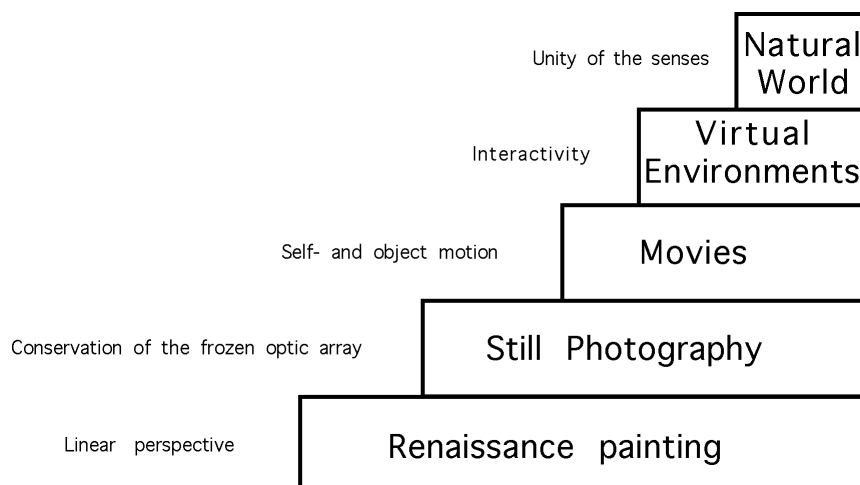 Unity of the senses
Natural
World
Interactivity
Virtual
Environments
Self- and object motion
Movies
Conservation of the frozen optic array
Still Photography
Linear perspective
Renaissance painting